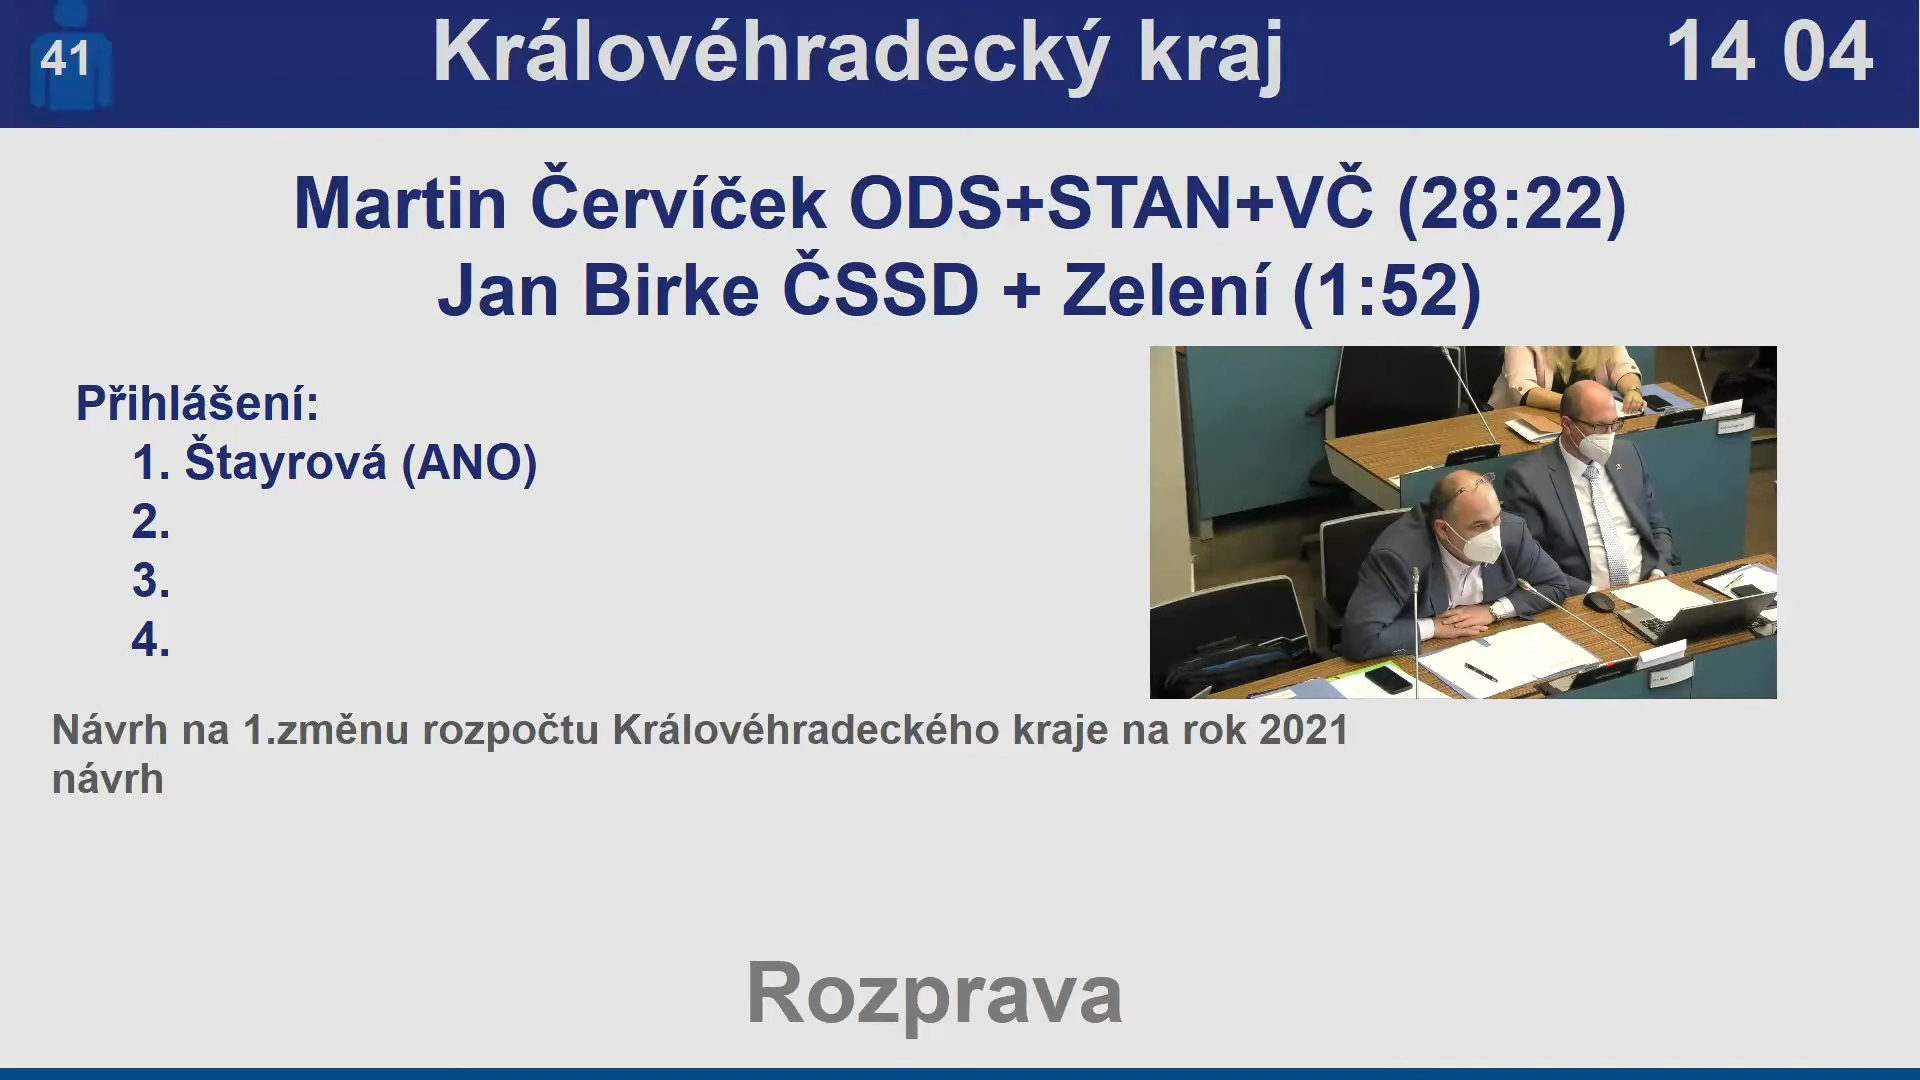 41
Královéhradecký kraj
14 04
Martin Červíček ODS+STAN+VČ (28:22)
Jan Birke ČSSD + Zelení (1:52)
Přihlášení:
1. Štayrová (ANO)
2.
3.
4.
Návrh na 1.změnu rozpočtu Královéhradeckého kraje na rok 2021
návrh
Rozprava